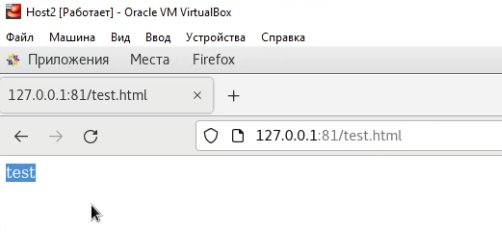 Host2 [Работает] - Oracle VM VirtualBox
Файл Машина Вид Ввод Устройства Справка
Приложения Места Firefox
127.0.0.1:81/test.html
127.0.0.1:81/test.html
test